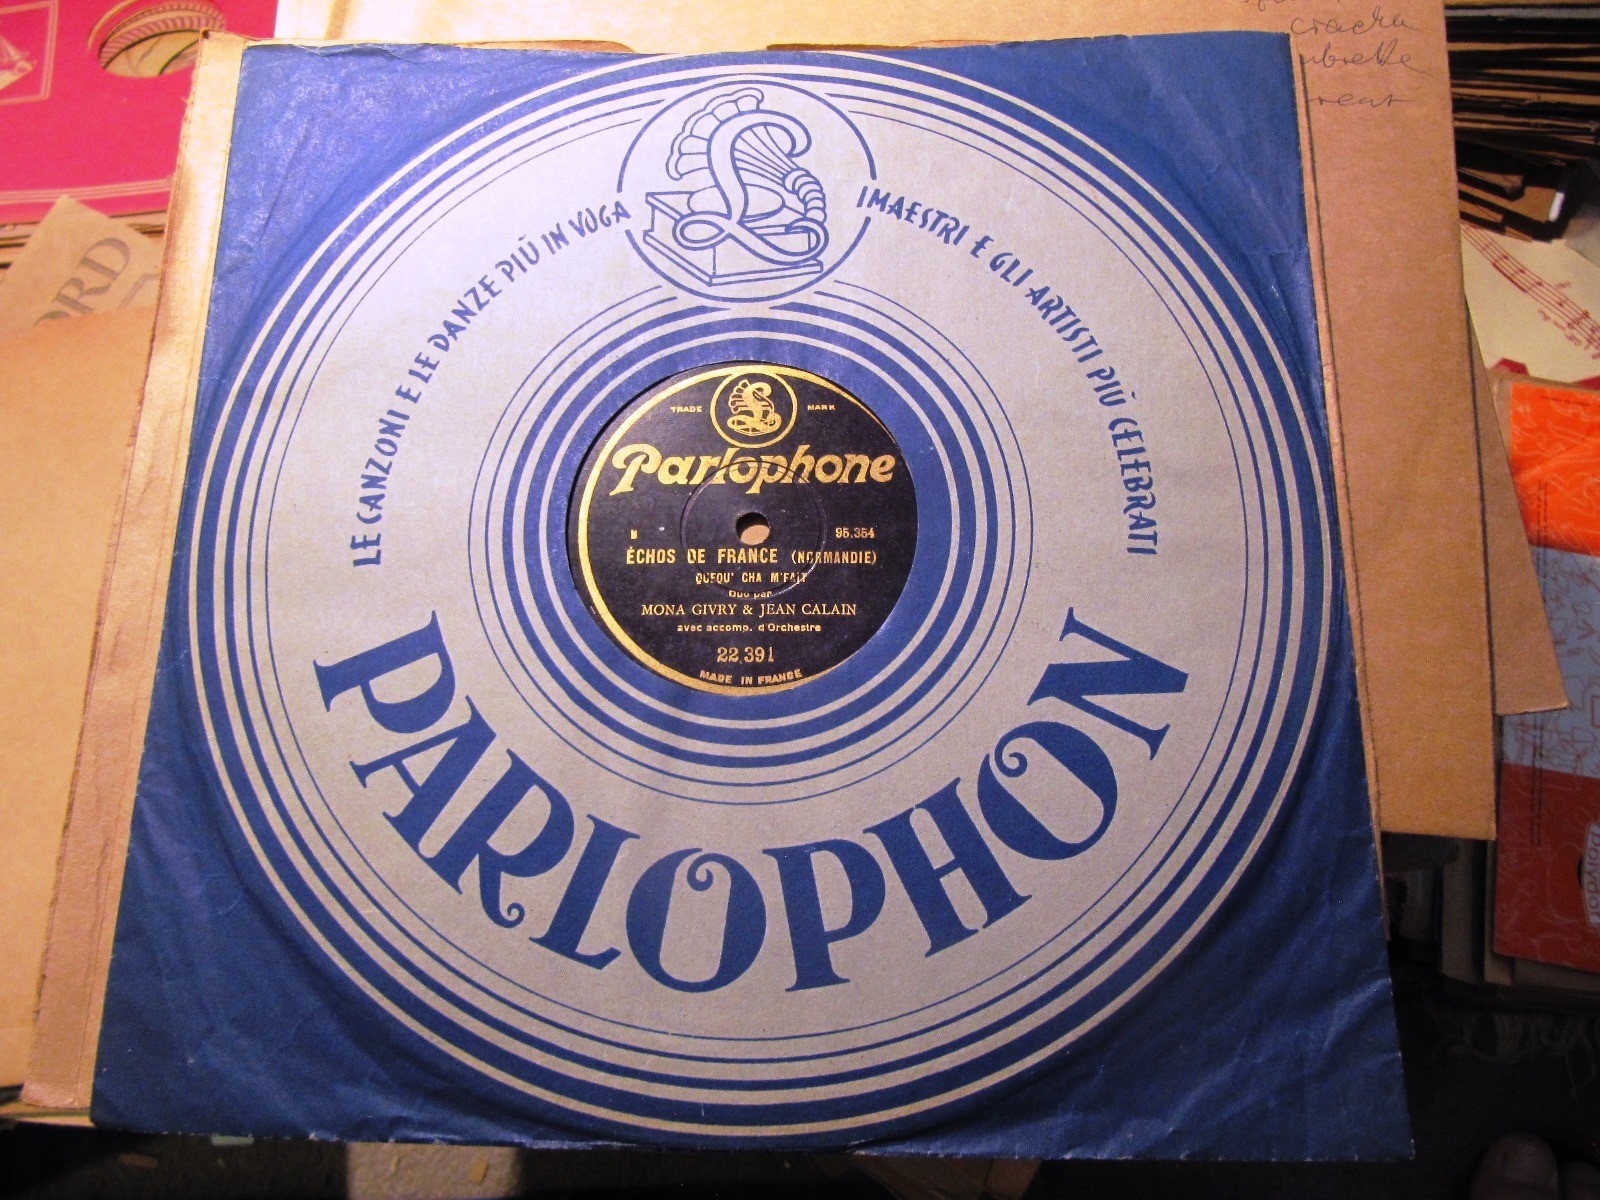 LE CANZONI E LE DANZE PIÙ IN VOGA
I MAESTRI E GLI ARTISTI PIÙ CELEBRATI
TRADE MARK
Parlophone
95.354
ÉCHOS DE FRANCE (NORMANDIE)
QUEQU' CHA M'FAIT
Duo par
MONA GIVRY & JEAN CALAIN
avec accomp. d'Orchestre
22.391
MADE IN FRANCE
PARLOPHON
ORD
Polydor